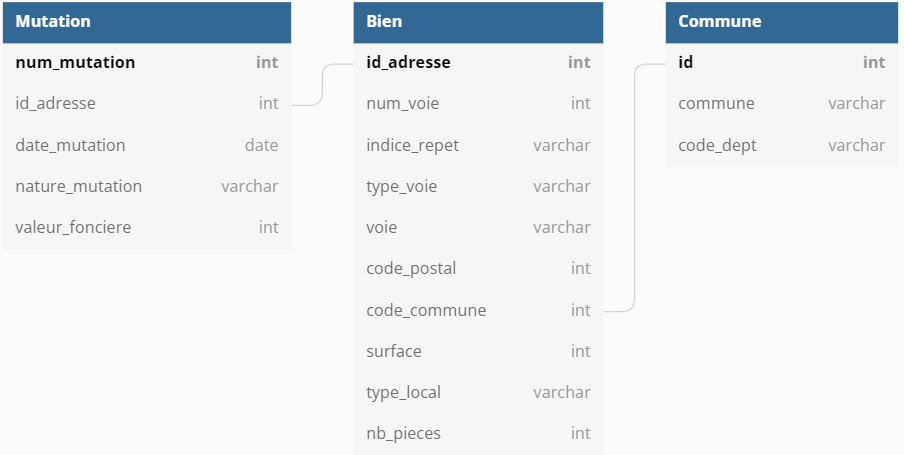 Mutation
num_mutation int
id_adresse int
date_mutation date
nature_mutation varchar
valeur_fonciere int
Bien
id_adresse int
num_voie int
indice_repet varchar
type_voie varchar
voie varchar
code_postal int
code_commune int
surface int
type_local varchar
nb_pieces int
Commune
id int
commune varchar
code_dept varchar